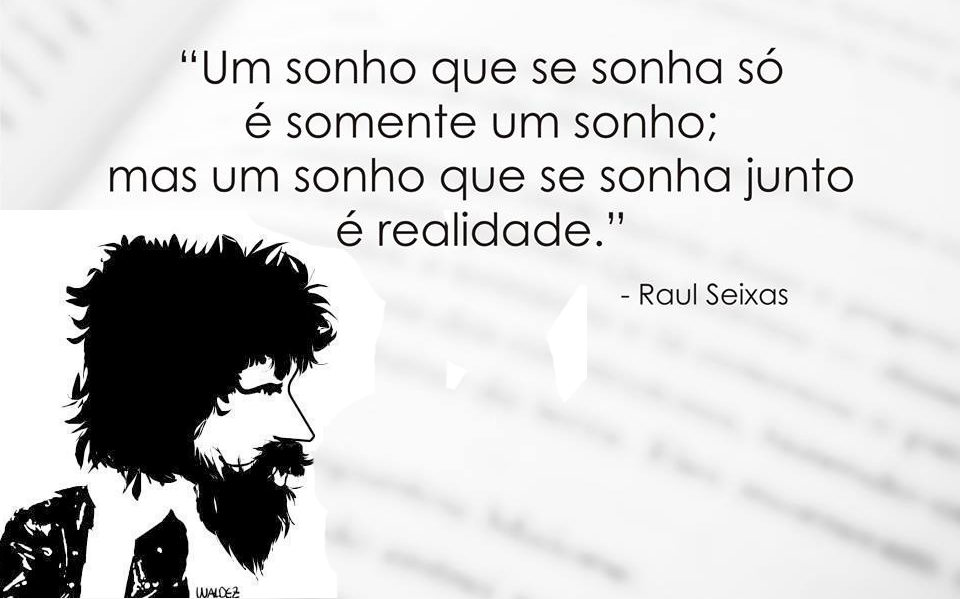 “Um sonho que se sonha só
é somente um sonho;
mas um sonho que se sonha junto
é realidade.”
- Raul Seixas
WALDEZ